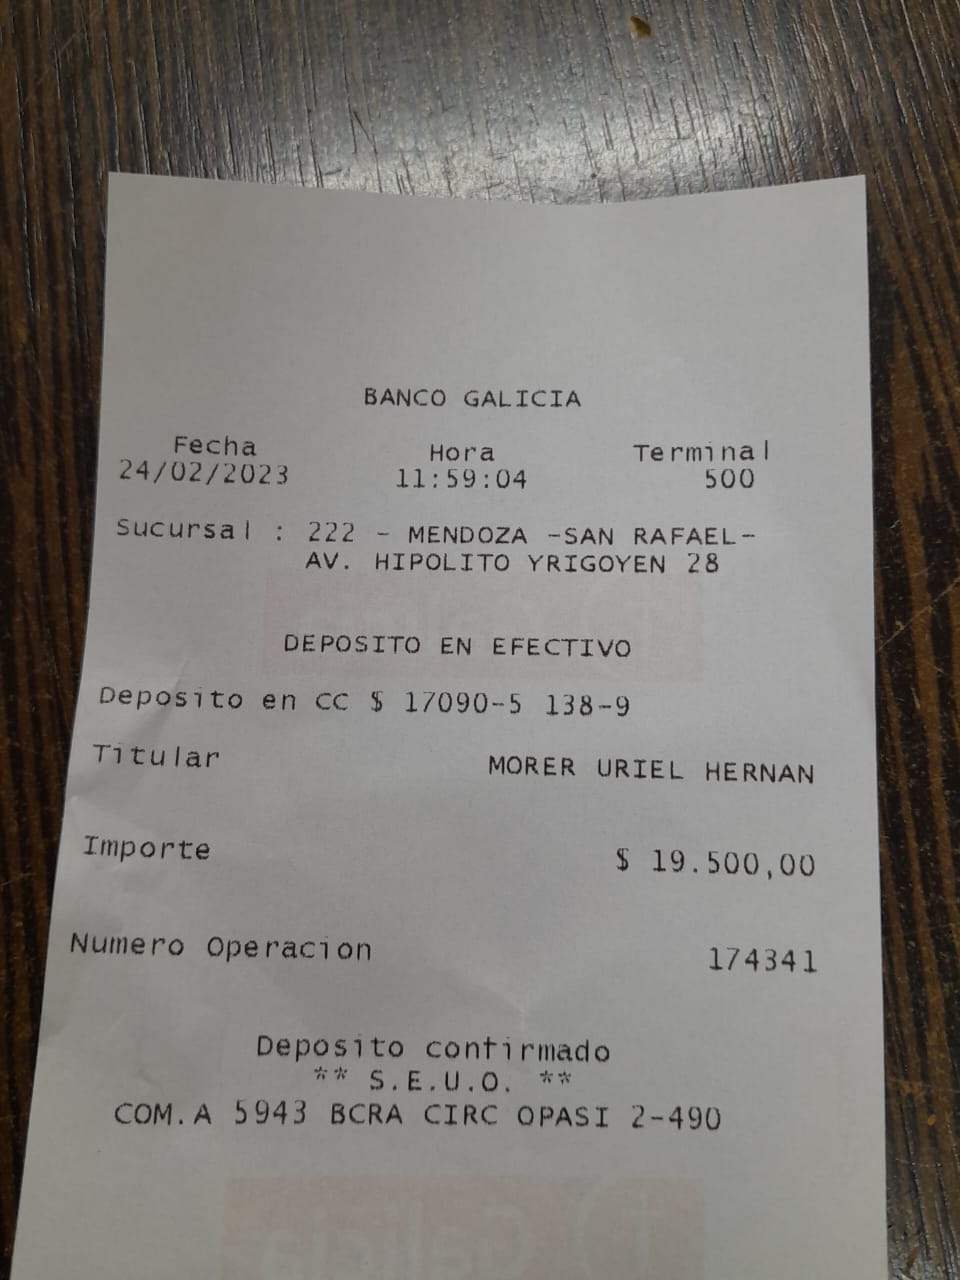 BANCO GALICIA
Fecha Hora Terminal
24/02/2023 11:59:04 500
Sucursal : 222 - MENDOZA -SAN RAFAEL-
AV. HIPOLITO YRIGOYEN 28
DEPOSITO EN EFECTIVO
Deposito en CC $ 17090-5 138-9
Titular MORER URIEL HERNAN
Importe $ 19.500,00
Numero Operacion 174341
Deposito confirmado
** S.E.U.O. **
COM.A 5943 BCRA CIRC OPASI 2-490
Galicia